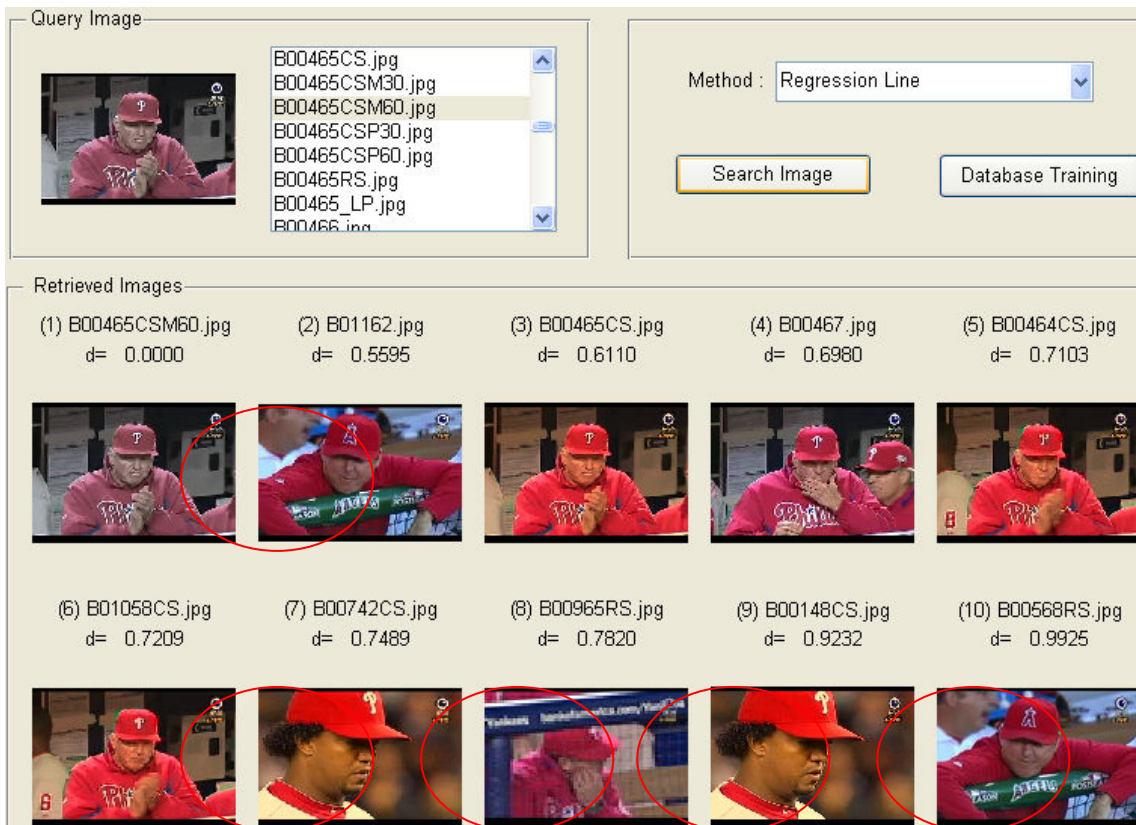 Query Image
B00465CS.jpg
B00465CSM30.jpg
B00465CSM60.jpg
B00465CSP30.jpg
B00465CSP60.jpg
B00465RS.jpg
B00465_LP.jpg
B00466.jpg
Method : Regression Line
Search Image
Database Training
Retrieved Images
(1) B00465CSM60.jpg
d= 0.0000
(2) B01162.jpg
d= 0.5595
(3) B00465CS.jpg
d= 0.6110
(4) B00467.jpg
d= 0.6980
(5) B00464CS.jpg
d= 0.7103
(6) B01058CS.jpg
d= 0.7209
(7) B00742CS.jpg
d= 0.7489
(8) B00965RS.jpg
d= 0.7820
(9) B00148CS.jpg
d= 0.9232
(10) B00568RS.jpg
d= 0.9925